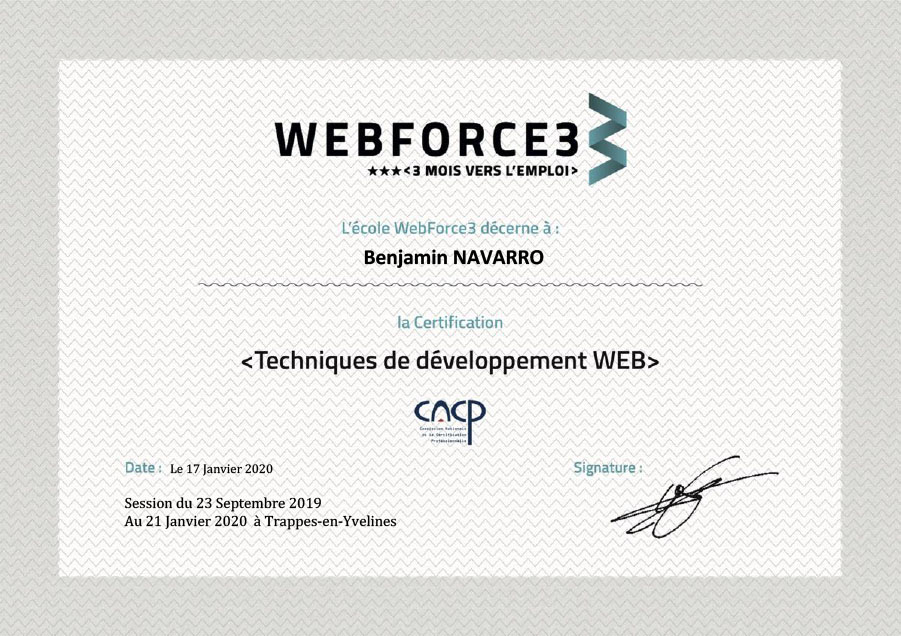 WEBFORCE3
★★★<3 MOIS VERS L'EMPLOI>
L'école WebForce3 décerne à :
Benjamin NAVARRO
la Certification
<Techniques de développement WEB>
CNCP
Commission Nationale
de la Certification
Professionnelle
Date : Le 17 Janvier 2020
Signature :
Session du 23 Septembre 2019
Au 21 Janvier 2020 à Trappes-en-Yvelines